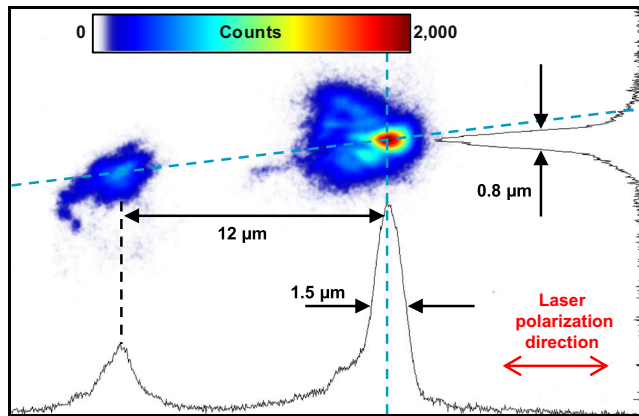 0 Counts 2,000
0.8 µm
12 µm
1.5 µm
Laser
polarization
direction